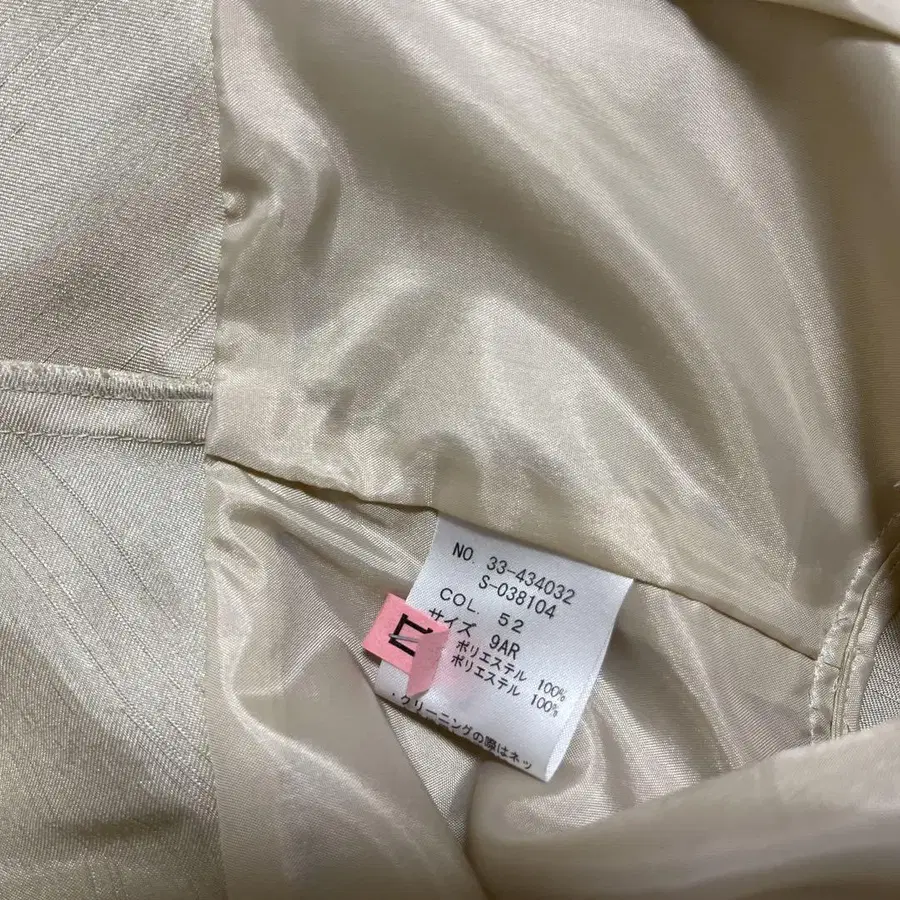 NO. 33-434032
S-038104
COL. 52
サイズ 9AR
ポリエステル 100%
ポリエステル 100%
・クリーニングの際はネッ